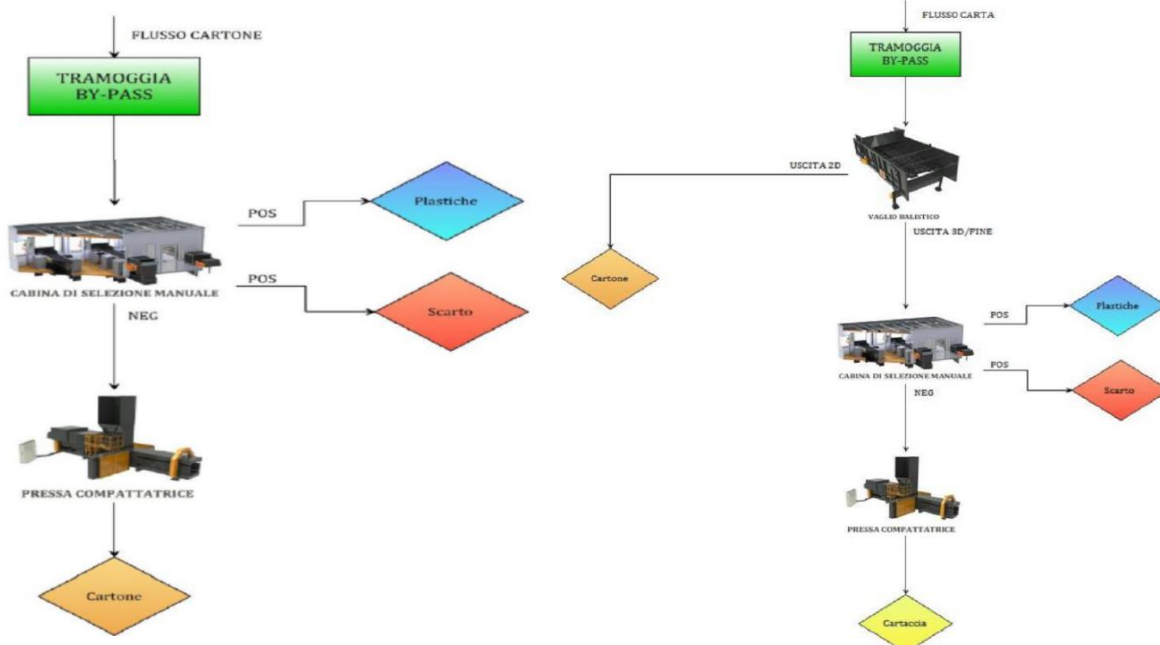 FLUSSO CARTONE
TRAMOGGIA
BY-PASS
POS
Plastiche
POS
Scarto
CABINA DI SELEZIONE MANUALE
NEG
PRESSA COMPATTATRICE
Cartone
FLUSSO CARTA
TRAMOGGIA
BY-PASS
USCITA 2D
VAGLIO BALISTICO
USCITA 3D/FINE
Cartone
Plastiche
POS
CABINA DI SELEZIONE MANUALE
POS
Scarto
NEG
PRESSA COMPATTATRICE
Cartaccia